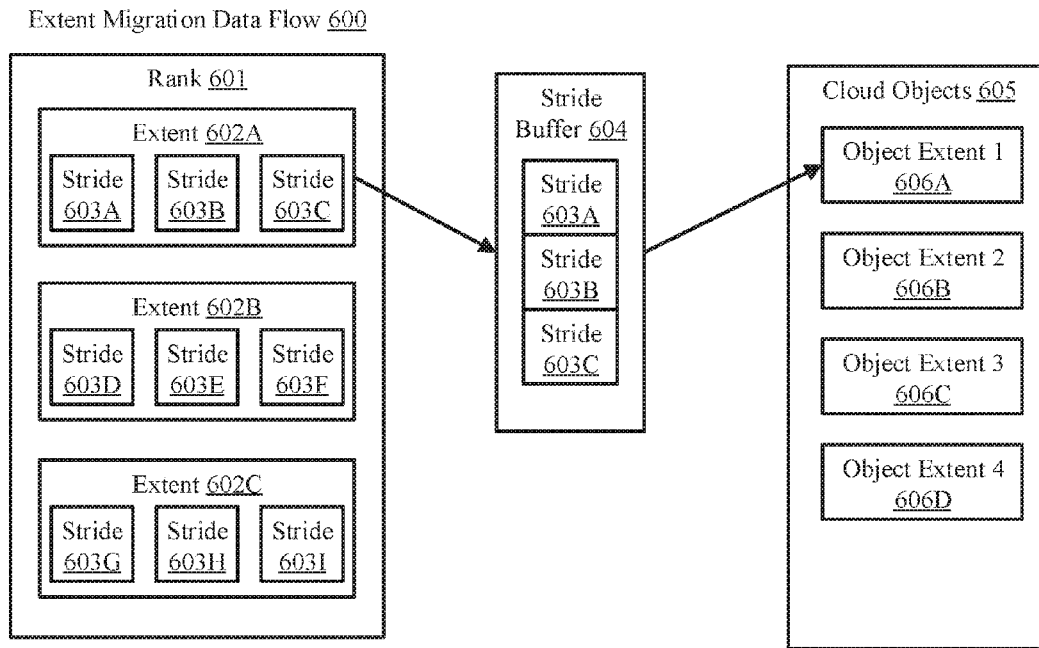 Extent Migration Data Flow 600
Rank 601
Extent 602A
Stride
603A
Stride
603B
Stride
603C
Extent 602B
Stride
603D
Stride
603E
Stride
603F
Extent 602C
Stride
603G
Stride
603H
Stride
603I
Stride
Buffer 604
Stride
603A
Stride
603B
Stride
603C
Cloud Objects 605
Object Extent 1
606A
Object Extent 2
606B
Object Extent 3
606C
Object Extent 4
606D